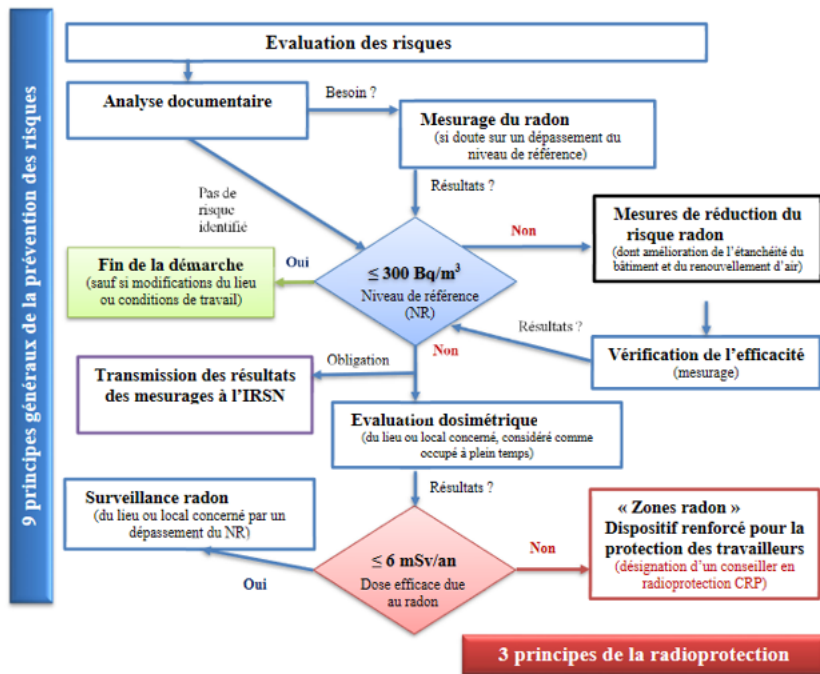 9 principes généraux de la prévention des risques
Evaluation des risques
Analyse documentaire
Besoin ?
Mesurage du radon
(si doute sur un dépassement du
niveau de référence)
Pas de
risque
identifié
Résultats ?
Fin de la démarche
(sauf si modifications du lieu
ou conditions de travail)
Oui
≤ 300 Bq/m³
Niveau de référence
(NR)
Non
Mesures de réduction du
risque radon
(dont amélioration de l'étanchéité du
bâtiment et du renouvellement d'air)
Résultats ?
Vérification de l'efficacité
(mesurage)
Non
Obligation
Transmission des résultats
des mesurages à l'IRSN
Evaluation dosimétrique
(du lieu ou local concerné, considéré comme
occupé à plein temps)
Résultats ?
Surveillance radon
(du lieu ou local concerné par un
dépassement du NR)
Oui
≤ 6 mSv/an
Dose efficace due
au radon
Non
« Zones radon »
Dispositif renforcé pour la
protection des travailleurs
(désignation d'un conseiller en
radioprotection CRP)
3 principes de la radioprotection